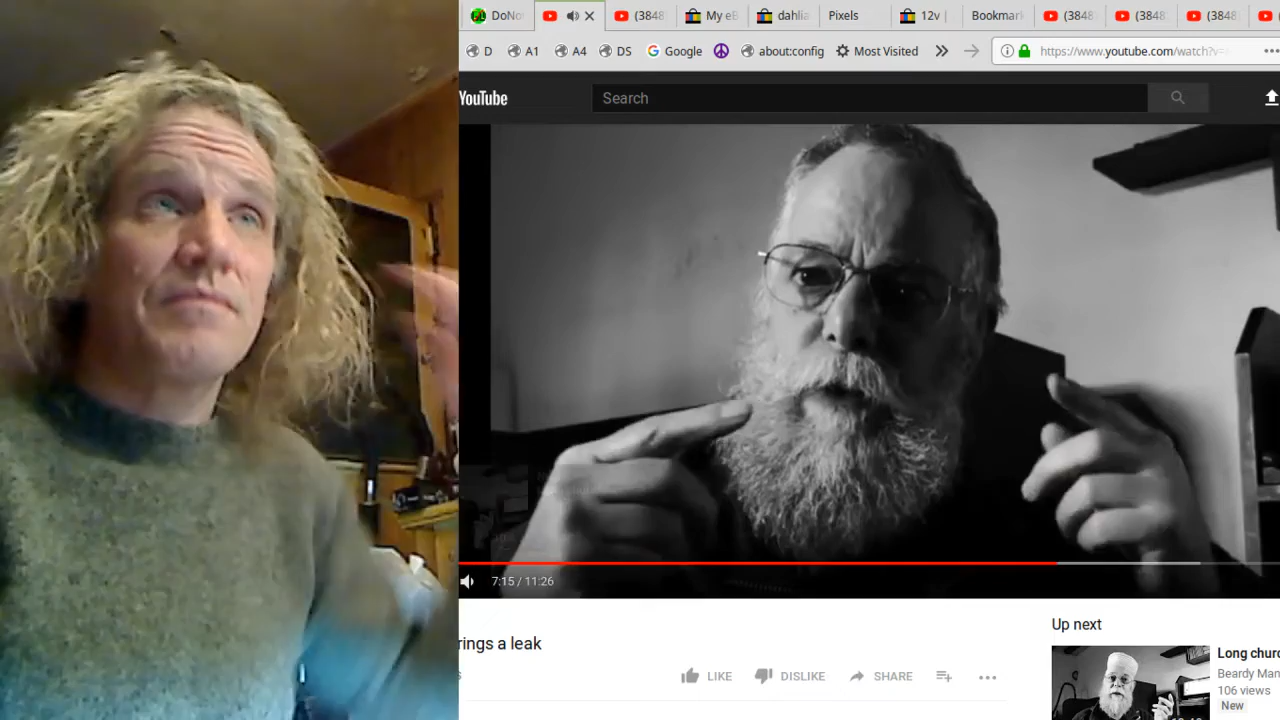 DoNo (3848 My eB dahlia Pixels 12v Bookmar (3848 (3848 (3848
D A1 A4 DS Google about:config Most Visited https://www.youtube.com/watch?v=
YouTube Search
7:15 / 11:26
rings a leak
LIKE DISLIKE SHARE
Up next
Long churc
Beardy Man
106 views
New